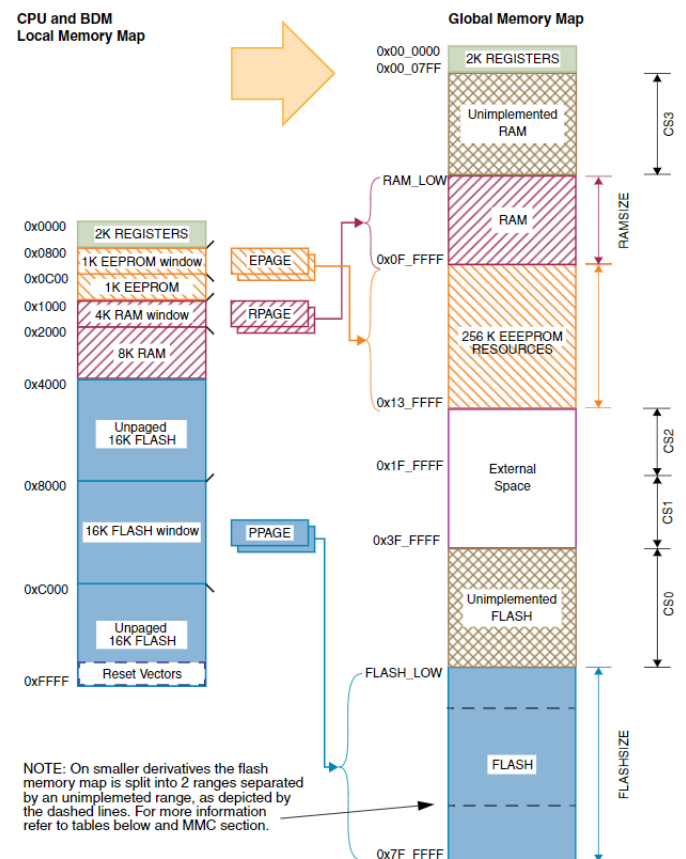 CPU and BDM
Local Memory Map
Global Memory Map
0x00_0000
0x00_07FF
2K REGISTERS
Unimplemented
RAM
CS3
RAM_LOW
RAM
RAMSIZE
0x0F_FFFF
256 K EEEPROM
RESOURCES
0x13_FFFF
CS2
0x1F_FFFF
External
Space
CS1
0x3F_FFFF
Unimplemented
FLASH
CS0
FLASH_LOW
FLASH
FLASHSIZE
0x7F_FFFF
0x0000
2K REGISTERS
0x0800
1K EEPROM window
EPAGE
0x0C00
1K EEPROM
0x1000
4K RAM window
RPAGE
0x2000
8K RAM
0x4000
Unpaged
16K FLASH
0x8000
16K FLASH window
PPAGE
0xC000
Unpaged
16K FLASH
Reset Vectors
0xFFFF
NOTE: On smaller derivatives the flash
memory map is split into 2 ranges separated
by an unimplemeted range, as depicted by
the dashed lines. For more information
refer to tables below and MMC section.